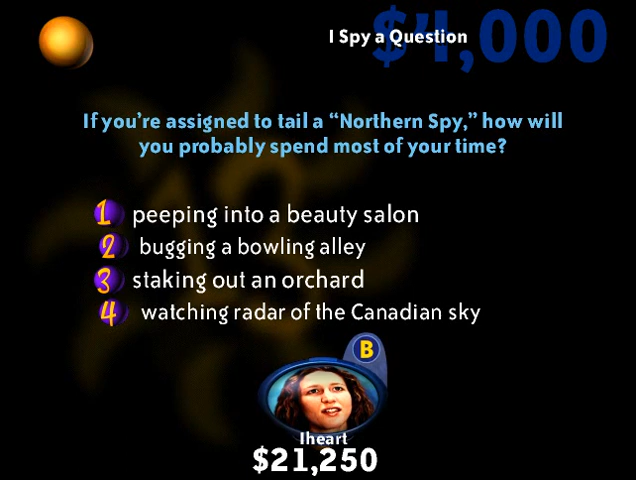 I Spy a Question
$4,000
If you're assigned to tail a “Northern Spy,” how will
you probably spend most of your time?
1 peeping into a beauty salon
2 bugging a bowling alley
3 staking out an orchard
4 watching radar of the Canadian sky
B
Iheart
$21,250